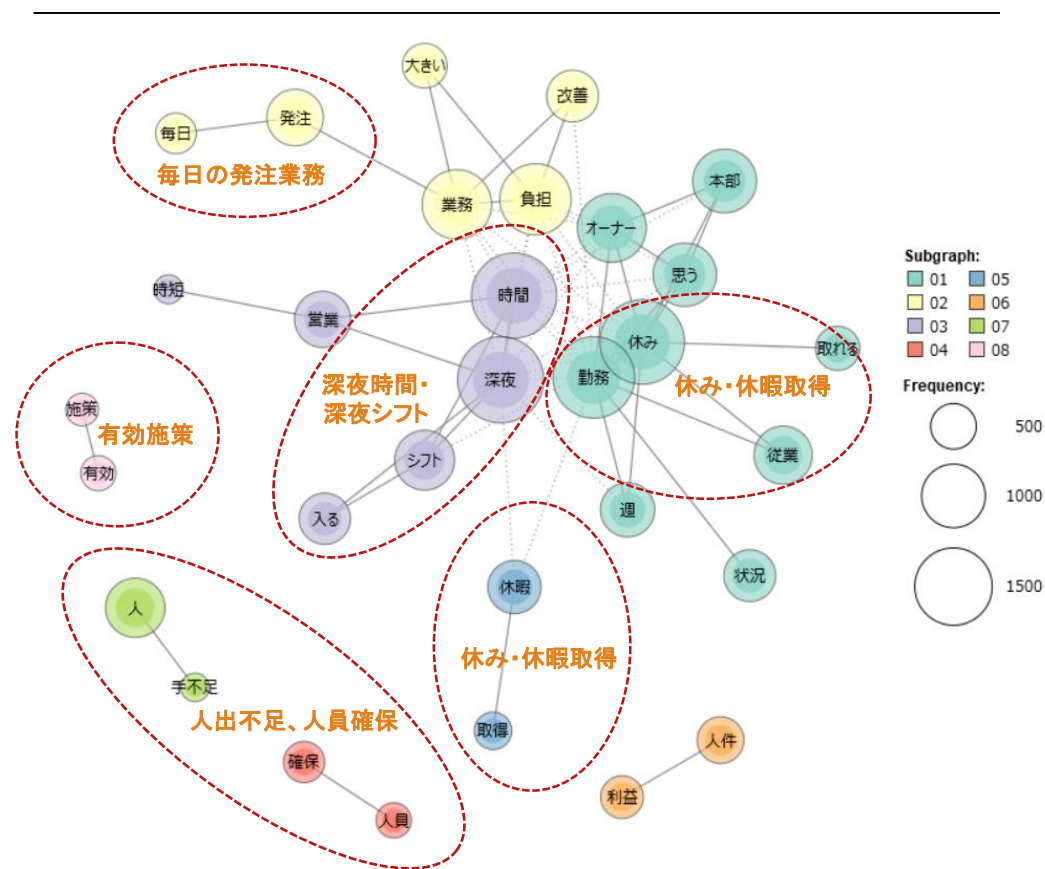 大きい
改善
毎日
発注
毎日の発注業務
業務
負担
本部
オーナー
思う
時短
営業
時間
休み
取れる
深夜
勤務
深夜時間・
深夜シフト
休み・休暇取得
施策
有効施策
有効
シフト
従業
入る
週
状況
休暇
休み・休暇取得
取得
人
手不足
人出不足、人員確保
確保
人員
人件
利益
Subgraph:
01 05
02 06
03 07
04 08
Frequency:
500
1000
1500